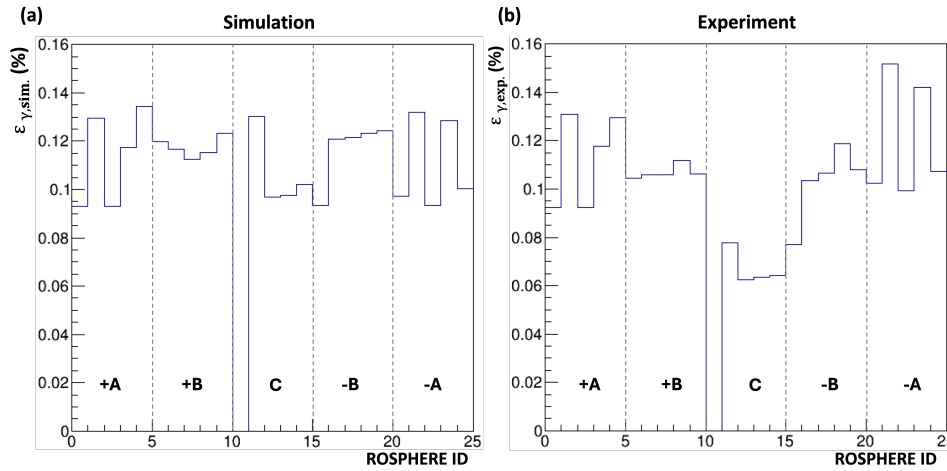 (a)
Simulation
ε γ,sim. (%)
0.16
0.14
0.12
0.1
0.08
0.06
0.04
0.02
0
+A
+B
C
-B
-A
0 5 10 15 20 25
ROSPHERE ID
(b)
Experiment
ε γ,exp. (%)
0.16
0.14
0.12
0.1
0.08
0.06
0.04
0.02
0
+A
+B
C
-B
-A
0 5 10 15 20 2
ROSPHERE ID